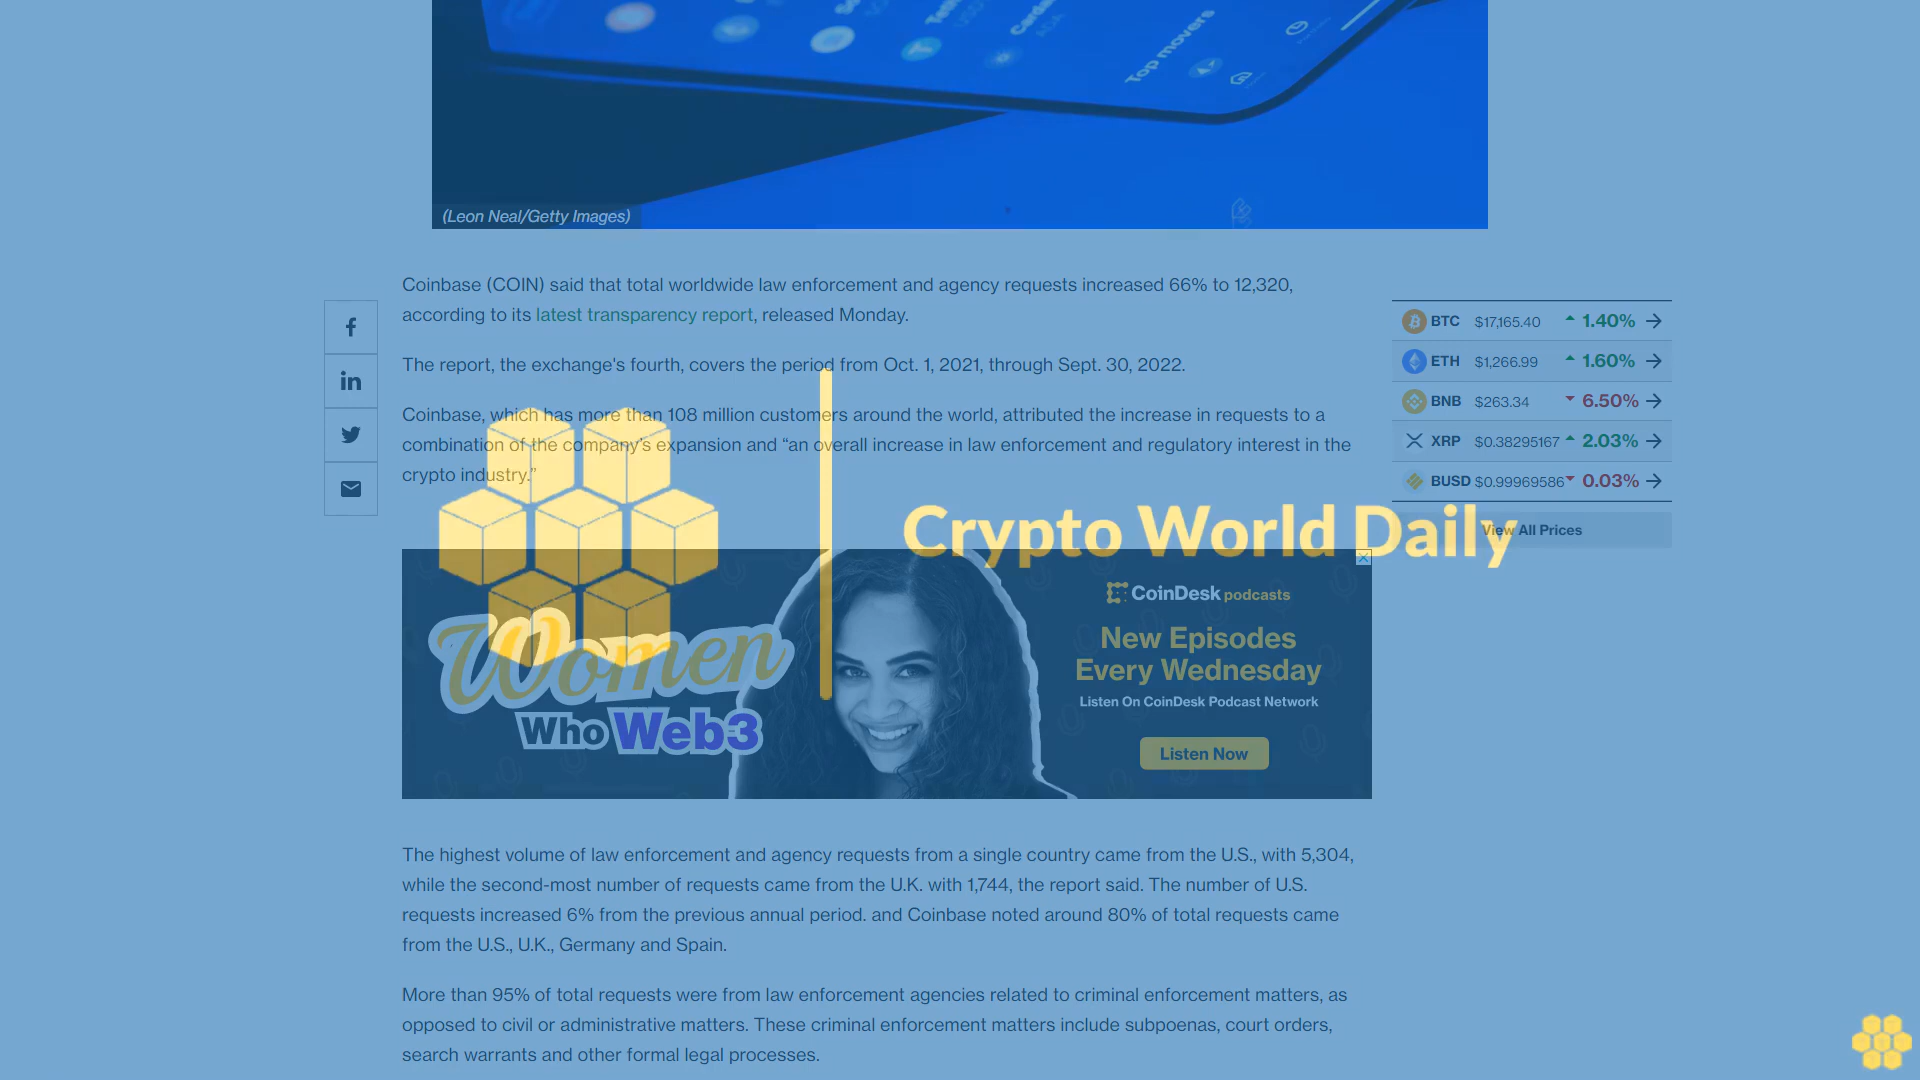 Top movers
(Leon Neal/Getty Images)
Coinbase (COIN) said that total worldwide law enforcement and agency requests increased 66% to 12,320,
according to its latest transparency report, released Monday.
The report, the exchange's fourth, covers the period from Oct. 1, 2021, through Sept. 30, 2022.
Coinbase, which has more than 108 million customers around the world, attributed the increase in requests to a
combination of the company’s expansion and “an overall increase in law enforcement and regulatory interest in the
crypto industry.”
BTC $17,165.40 1.40%
ETH $1,266.99 1.60%
BNB $263.34 6.50%
XRP $0.38295167 2.03%
BUSD $0.99969586 0.03%
View All Prices
Crypto World Daily
Women
Who Web3
CoinDesk podcasts
New Episodes
Every Wednesday
Listen On CoinDesk Podcast Network
Listen Now
The highest volume of law enforcement and agency requests from a single country came from the U.S., with 5,304,
while the second-most number of requests came from the U.K. with 1,744, the report said. The number of U.S.
requests increased 6% from the previous annual period. and Coinbase noted around 80% of total requests came
from the U.S., U.K., Germany and Spain.
More than 95% of total requests were from law enforcement agencies related to criminal enforcement matters, as
opposed to civil or administrative matters. These criminal enforcement matters include subpoenas, court orders,
search warrants and other formal legal processes.